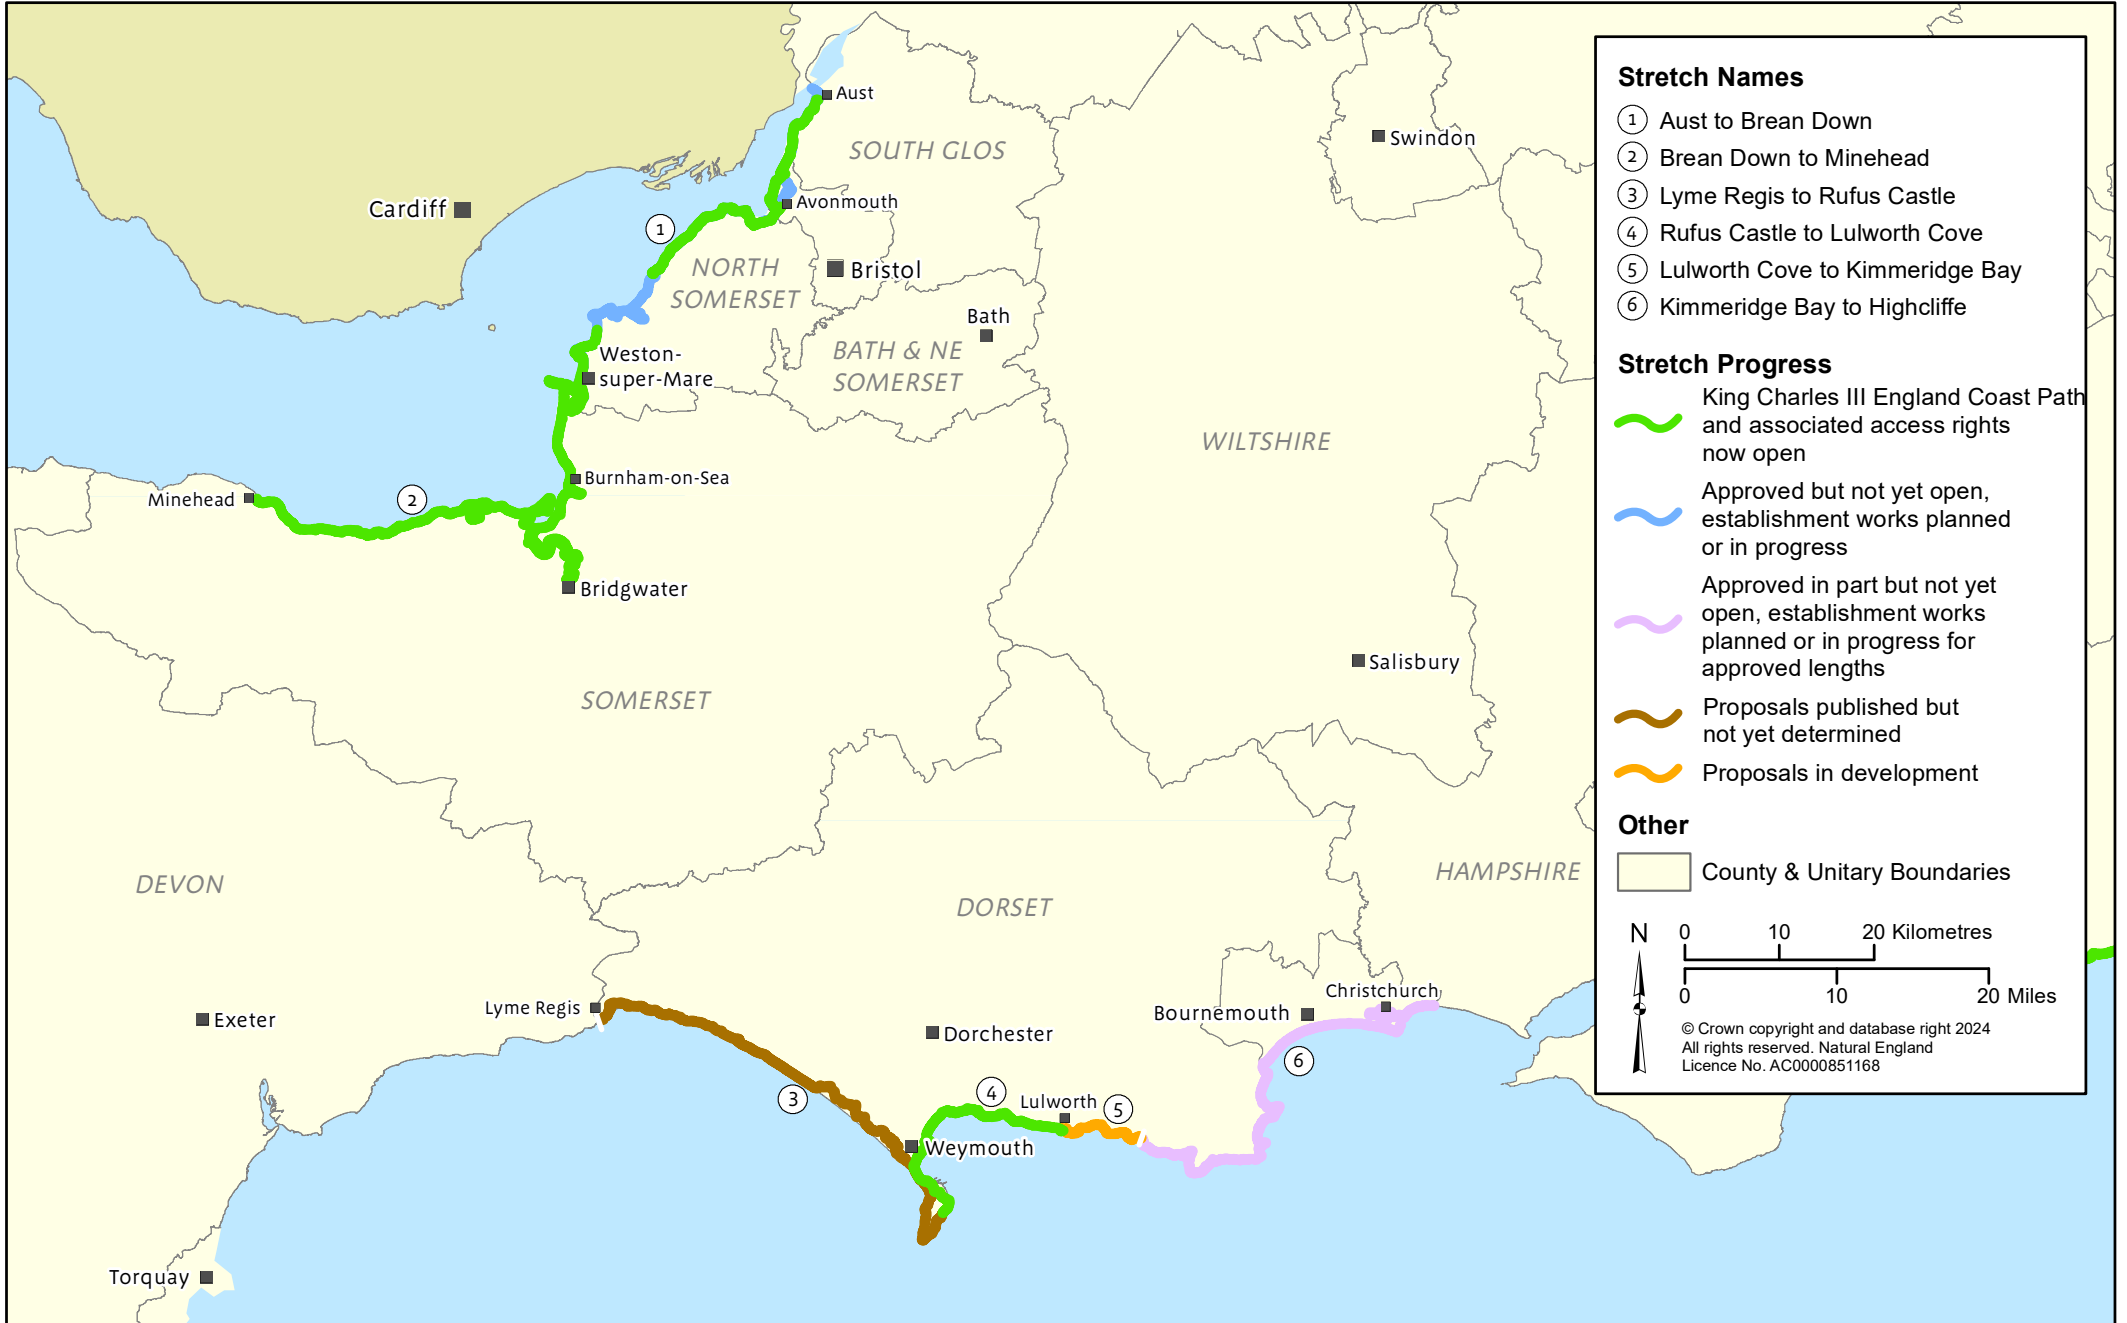 Aust
SOUTH GLOS
Swindon
Cardiff
Avonmouth
1
NORTH
SOMERSET
Bristol
Bath
BATH & NE
SOMERSET
Weston-
super-Mare
WILTSHIRE
Burnham-on-Sea
Minehead
2
Bridgwater
Salisbury
SOMERSET
DEVON
DORSET
HAMPSHIRE
Exeter
Lyme Regis
Dorchester
Bournemouth
Christchurch
6
3
4
Lulworth
5
Weymouth
Torquay
Stretch Names
1 Aust to Brean Down
2 Brean Down to Minehead
3 Lyme Regis to Rufus Castle
4 Rufus Castle to Lulworth Cove
5 Lulworth Cove to Kimmeridge Bay
6 Kimmeridge Bay to Highcliffe
Stretch Progress
King Charles III England Coast Path
and associated access rights
now open
Approved but not yet open,
establishment works planned
or in progress
Approved in part but not yet
open, establishment works
planned or in progress for
approved lengths
Proposals published but
not yet determined
Proposals in development
Other
County & Unitary Boundaries
N
0 10 20 Kilometres
0 10 20 Miles
© Crown copyright and database right 2024
All rights reserved. Natural England
Licence No. AC0000851168